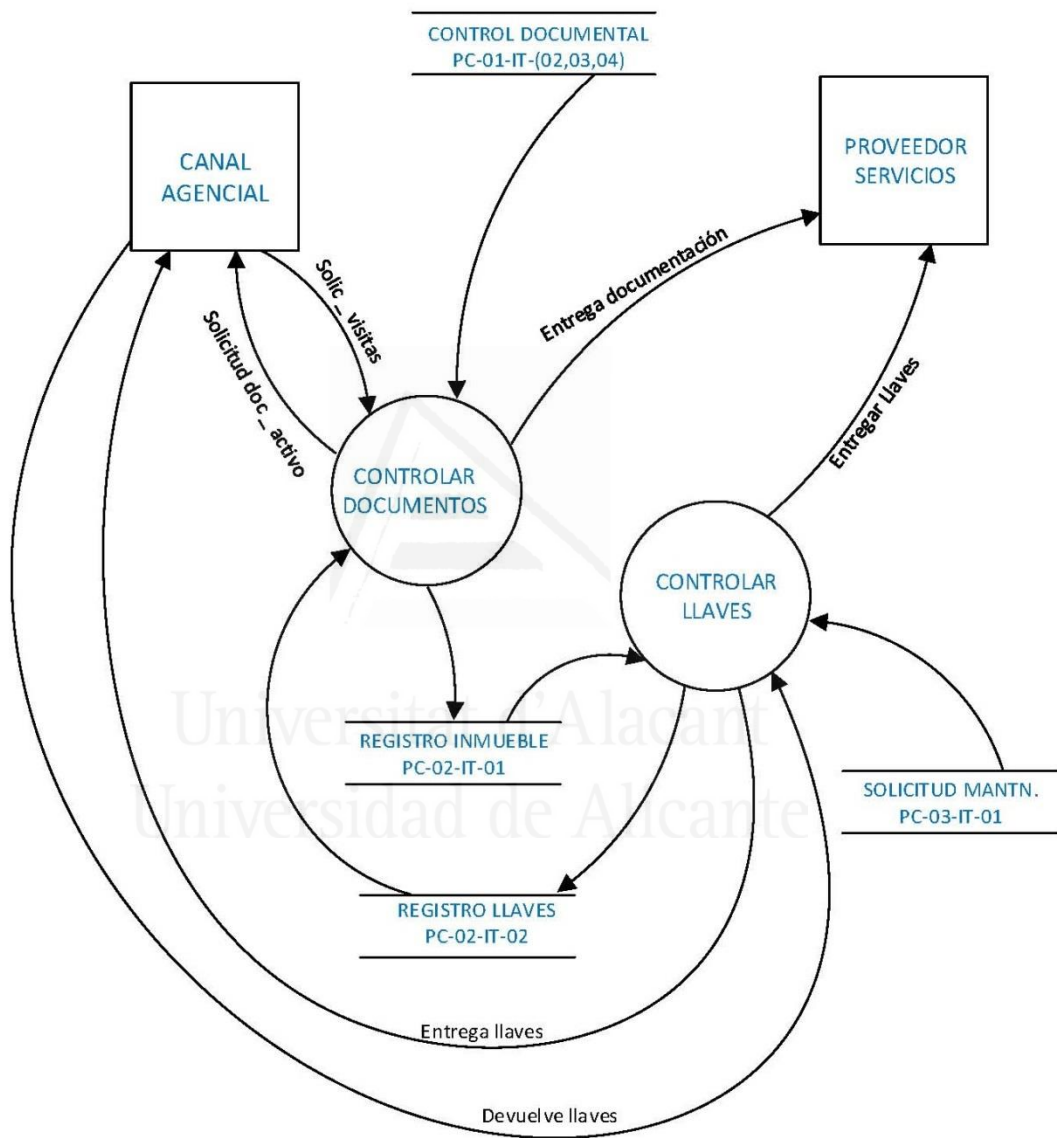 CONTROL DOCUMENTAL
PC-01-IT-(02,03,04)
CANAL
AGENCIAL
PROVEEDOR
SERVICIOS
Solic _ visitas
Solicitud doc _ activo
Entrega documentación
Entregar Llaves
CONTROLAR
DOCUMENTOS
CONTROLAR
LLAVES
Universitat d'Alacant
Universidad de Alicante
REGISTRO INMUEBLE
PC-02-IT-01
SOLICITUD MANTN.
PC-03-IT-01
REGISTRO LLAVES
PC-02-IT-02
Entrega llaves
Devuelve llaves